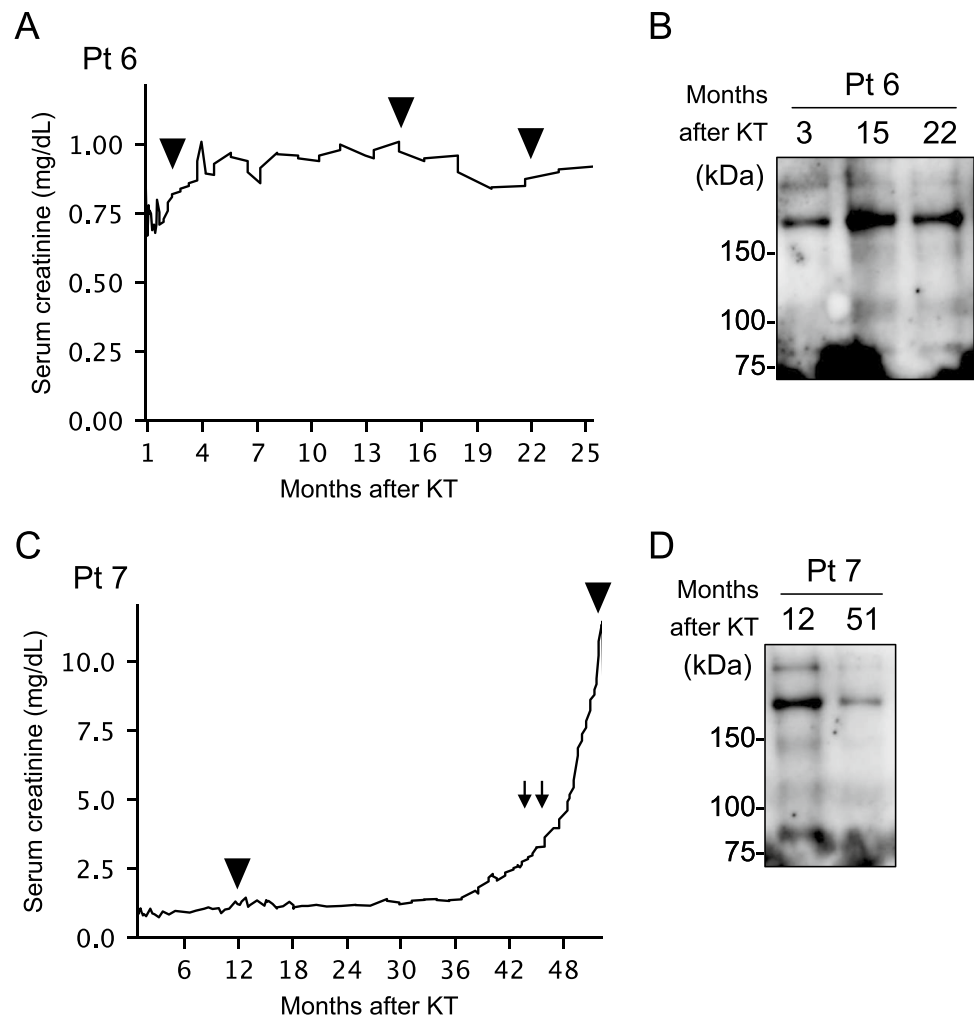 A
Pt 6
Serum creatinine (mg/dL)
1.00
0.75
0.50
0.25
0.00
1 4 7 10 13 16 19 22 25
Months after KT
B
Months after KT
Pt 6
3 15 22
(kDa)
150
100
75
C
Pt 7
Serum creatinine (mg/dL)
10.0
7.5
5.0
2.5
0.0
6 12 18 24 30 36 42 48
Months after KT
D
Months after KT
Pt 7
12 51
(kDa)
150
100
75